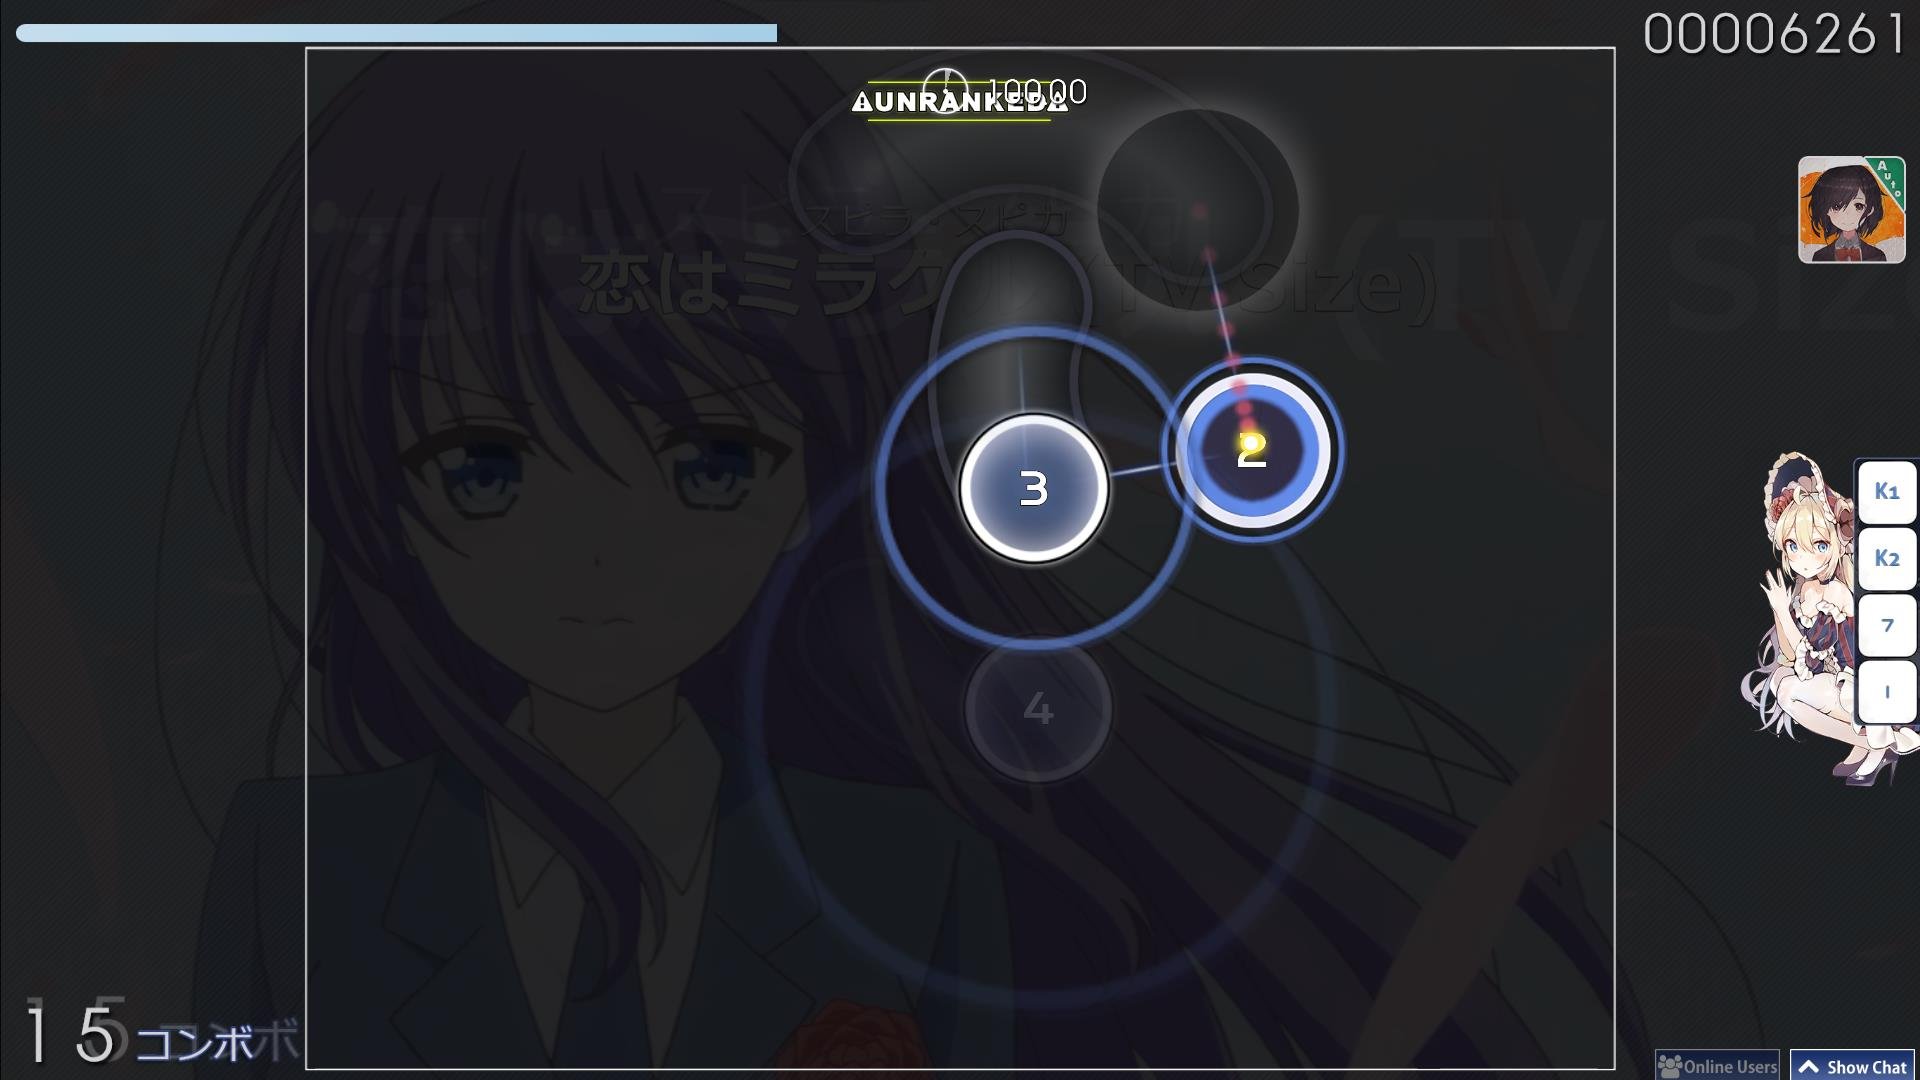 00006261
100.00
⚠UNRANKED⚠
Auto
スピラ・スピカ
恋はミラクル (TV Size)
2
3
4
K1
K2
7
1
15 コンボ
Online Users
Show Chat